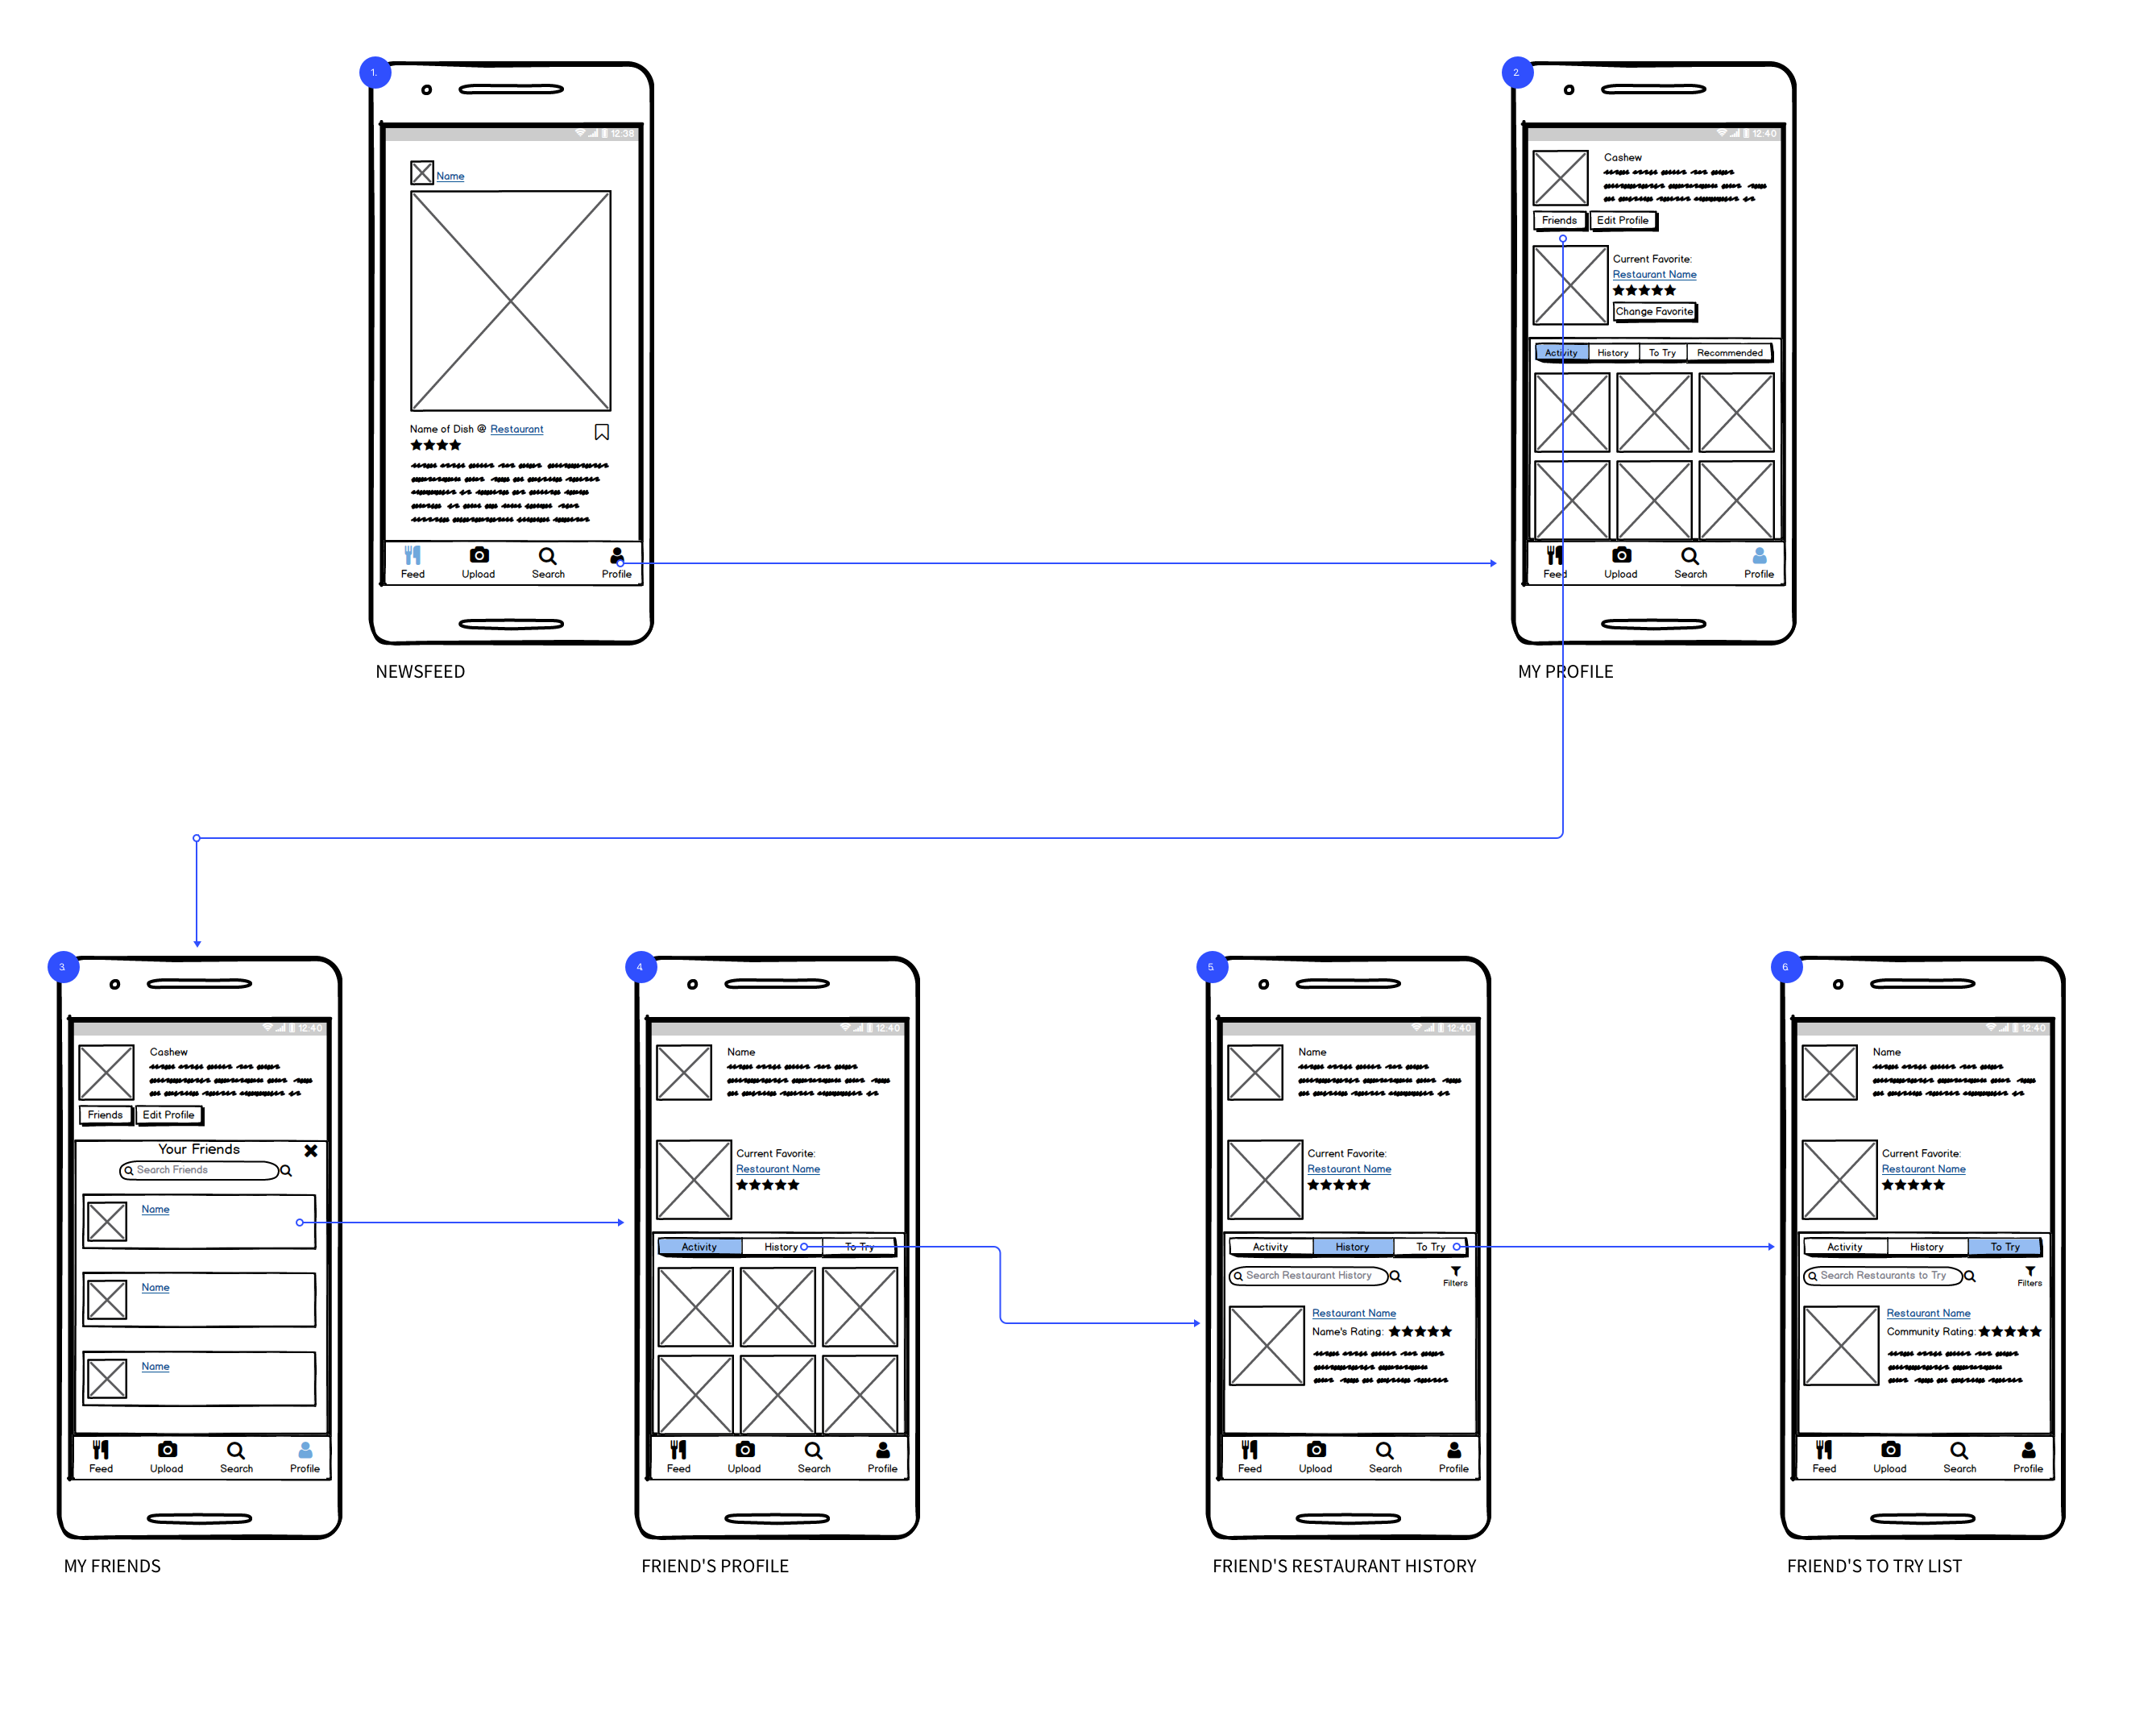 1.
12:38
Name
Name of Dish @ Restaurant
Feed Upload Search Profile
NEWSFEED
2.
12:40
Cashew
Friends Edit Profile
Current Favorite:
Restaurant Name
Change Favorite
Activity History To Try Recommended
Feed Upload Search Profile
MY PROFILE
3.
12:40
Cashew
Friends Edit Profile
Your Friends
Search Friends
Name
Name
Name
Feed Upload Search Profile
MY FRIENDS
4.
12:40
Name
Current Favorite:
Restaurant Name
Activity History To Try
Feed Upload Search Profile
FRIEND'S PROFILE
5.
12:40
Name
Current Favorite:
Restaurant Name
Activity History To Try
Search Restaurant History
Filters
Restaurant Name
Name's Rating:
Feed Upload Search Profile
FRIEND'S RESTAURANT HISTORY
6.
12:40
Name
Current Favorite:
Restaurant Name
Activity History To Try
Search Restaurants to Try
Filters
Restaurant Name
Community Rating:
Feed Upload Search Profile
FRIEND'S TO TRY LIST